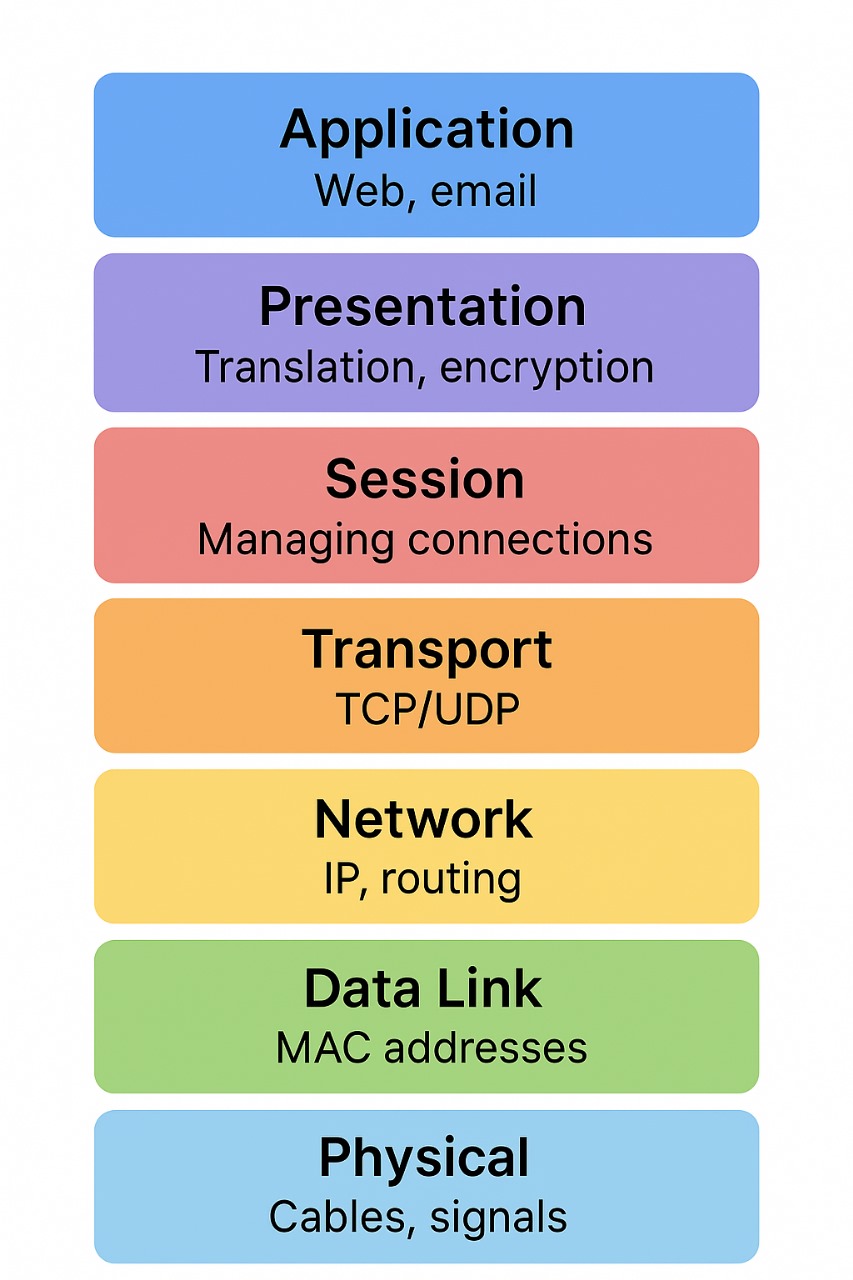 Application
Web, email
Presentation
Translation, encryption
Session
Managing connections
Transport
TCP/UDP
Network
IP, routing
Data Link
MAC addresses
Physical
Cables, signals